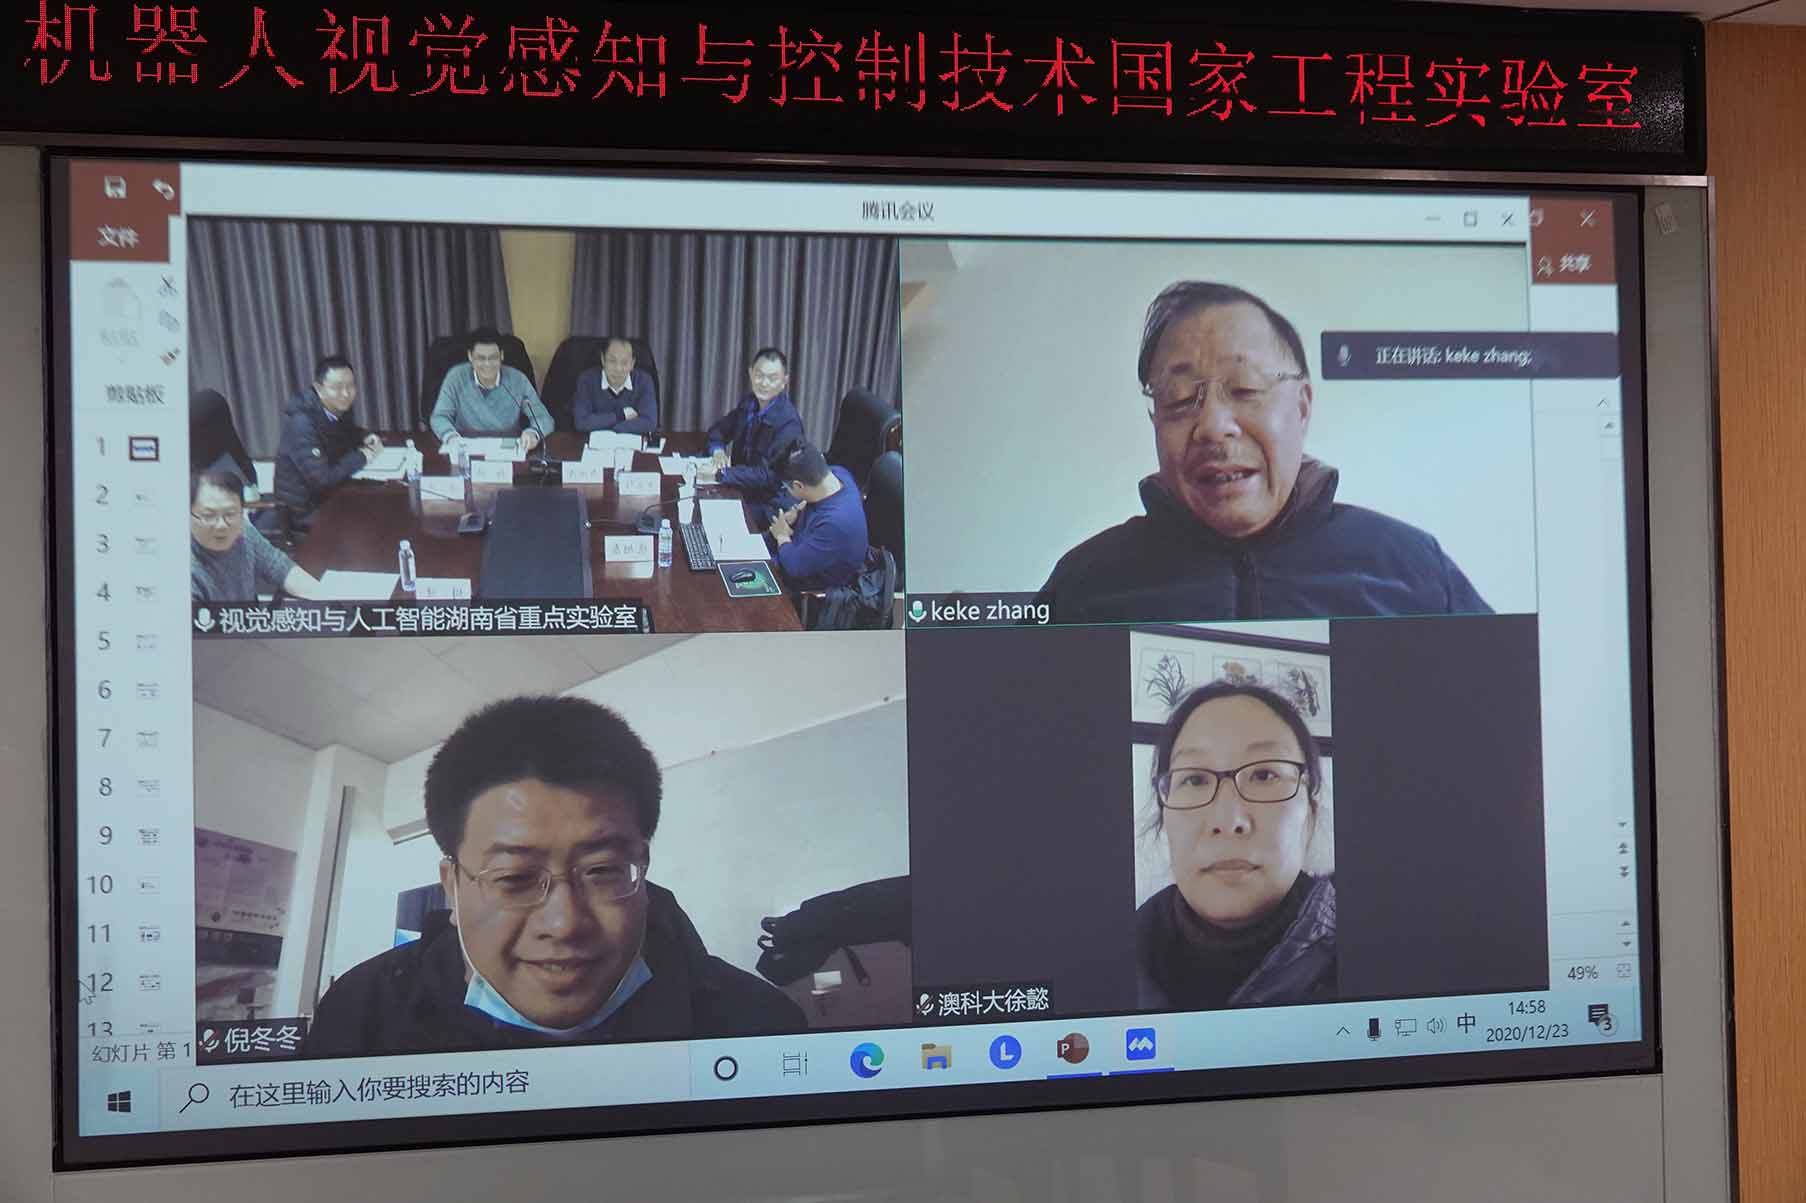 机器人视觉感知与控制技术国家工程实验室
腾讯会议
文件
共享
正在讲话: keke zhang;
粘贴
剪贴板
1
2
3
4
5
6
7
8
9
10
11
12
13
视觉感知与人工智能湖南省重点实验室
keke zhang
倪冬冬
澳科大徐懿
49%
幻灯片 第 1
在这里输入你要搜索的内容
中
14:58
2020/12/23
3